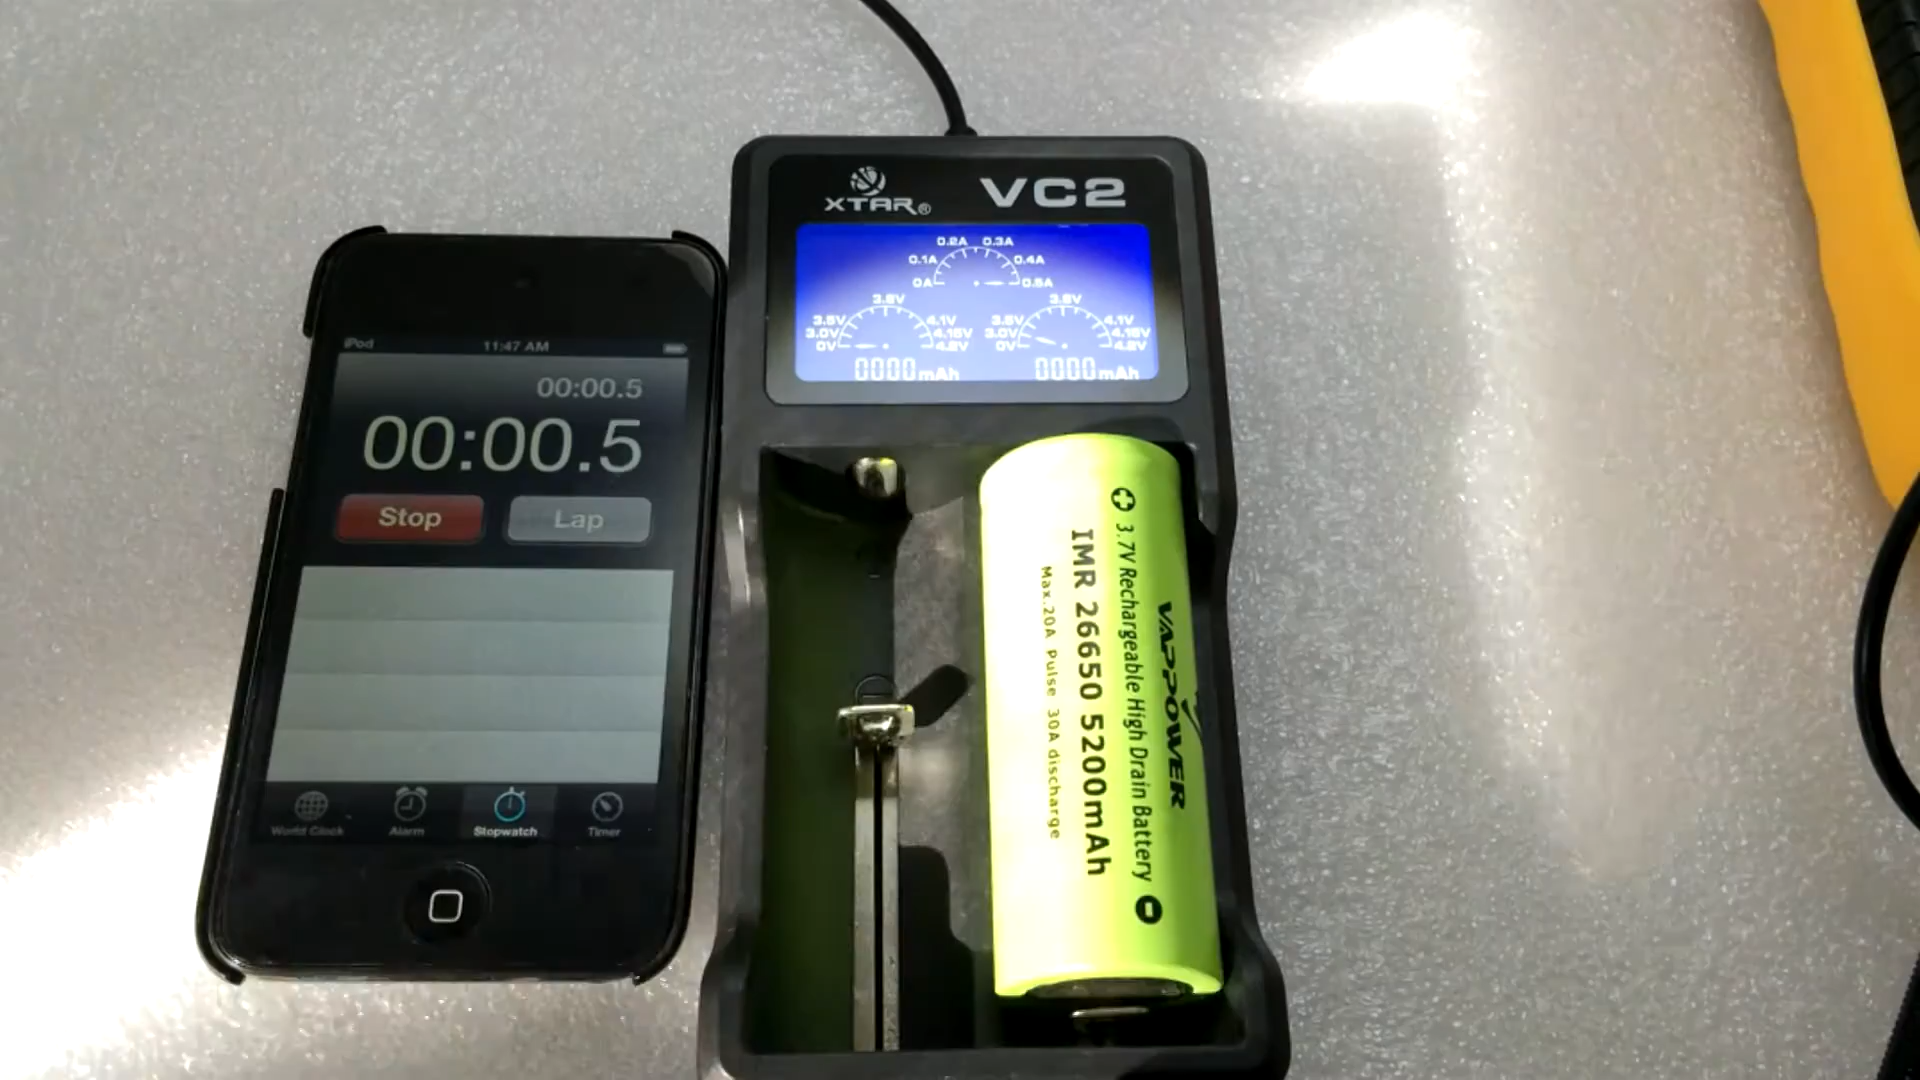 iPod
11:47 AM
00:00.5
00:00.5
Stop
Lap
World Clock
Alarm
Stopwatch
Timer
XTAR®
VC2
0.2A 0.3A
0.1A 0.4A
0A 0.5A
3.8V 3.8V
3.5V 4.1V 3.5V 4.1V
3.0V 4.15V 3.0V 4.15V
0V 4.2V 0V 4.2V
0000mAh 0000mAh
VAPPOWER
3.7V Rechargeable High Drain Battery
IMR 26650 5200mAh
Max.20A Pulse 30A discharge